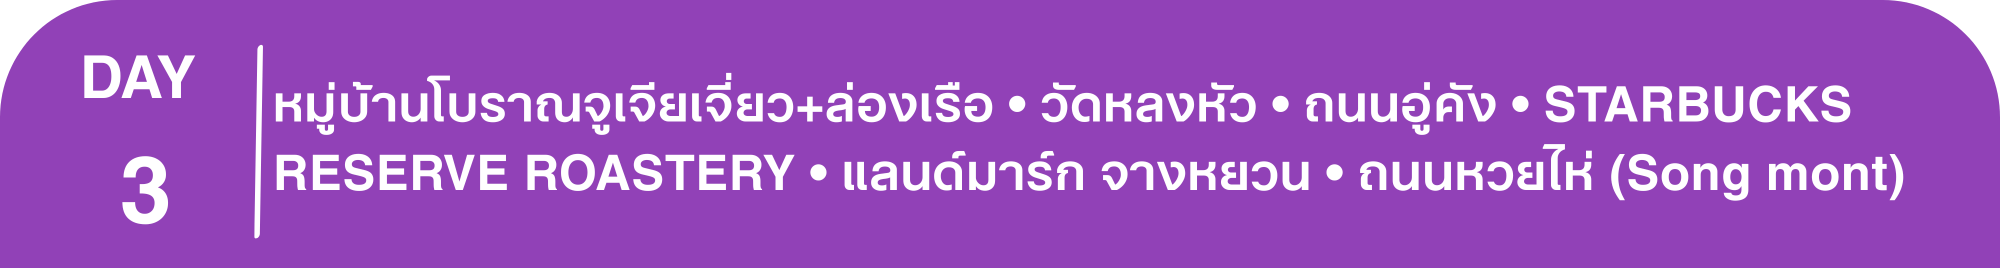 DAY
3
หมู่บ้านโบราณจูเจียเจี่ยว+ล่องเรือ • วัดหลงหัว • ถนนอู่คัง • STARBUCKS
RESERVE ROASTERY • แลนด์มาร์ก จางหยวน • ถนนหวยไห่ (Song mont)